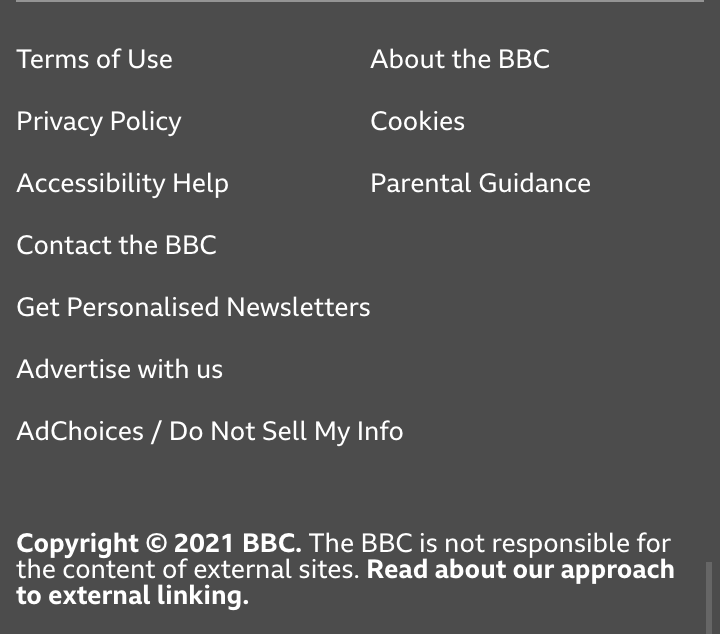 Terms of Use
About the BBC
Privacy Policy
Cookies
Accessibility Help
Parental Guidance
Contact the BBC
Get Personalised Newsletters
Advertise with us
AdChoices / Do Not Sell My Info
Copyright © 2021 BBC. The BBC is not responsible for
the content of external sites. Read about our approach
to external linking.